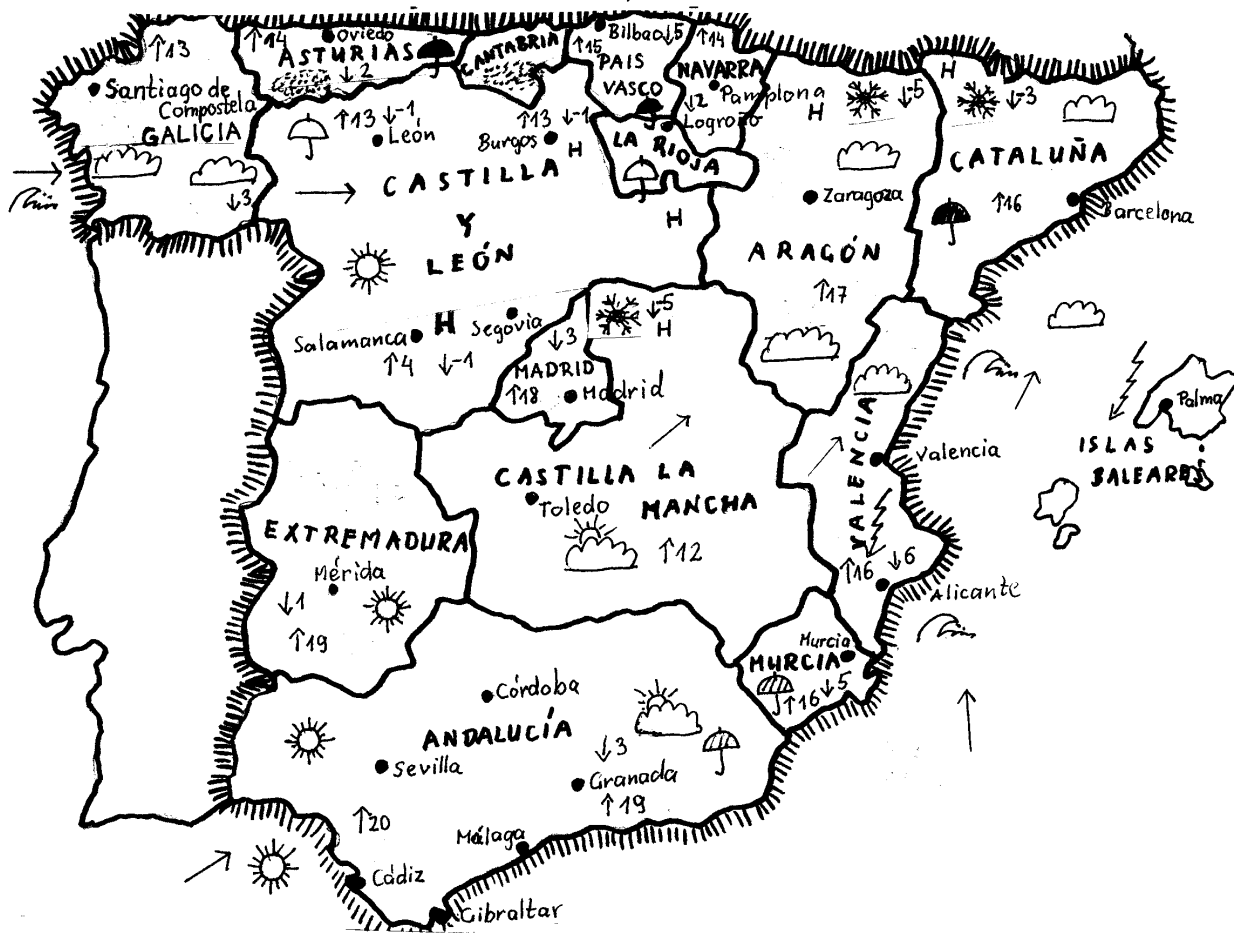 ↑13
Santiago de
Compostela
GALICIA
↓3
↑14
Oviedo
ASTURIAS
↓2
CANTABRIA
Bilbao ↓5
↑15
PAIS
VASCO
↑14
NAVARRA
↓2 Pamplona
H
Logroño
LA RIOJA
↑13 ↓-1
León
↑13 ↓-1
Burgos
H
CASTILLA
Y
LEÓN
H
Salamanca
H
Segovia
↑4 ↓-1
↓-5
Zaragoza
ARAGÓN
↑17
H
↓-3
CATALUÑA
↑16
Barcelona
↓3
MADRID
↑18
Madrid
↓-5
H
CASTILLA LA
MANCHA
Toledo
↑12
VALENCIA
Valencia
↑16 ↓6
Alicante
Palma
ISLAS
BALEARES
EXTREMADURA
Mérida
↓1
↑19
Murcia
MURCIA
↑16 ↓5
Córdoba
ANDALUCÍA
Sevilla
↓3
Granada
↑19
↑20
Málaga
Cádiz
Gibraltar